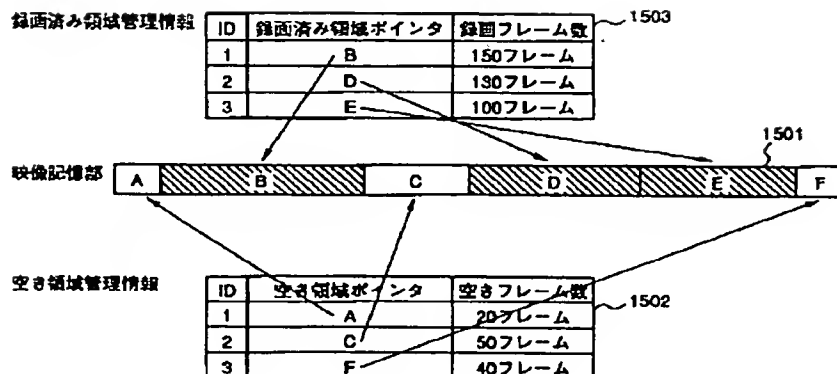 録画済み領域管理情報
ID 録画済み領域ポインタ 録画フレーム数 1503
1 B 150フレーム
2 D 130フレーム
3 E 100フレーム
1501
映像記憶部 A B C D E F
空き領域管理情報
ID 空き領域ポインタ 空きフレーム数 1502
1 A 20フレーム
2 C 50フレーム
3 F 40フレーム